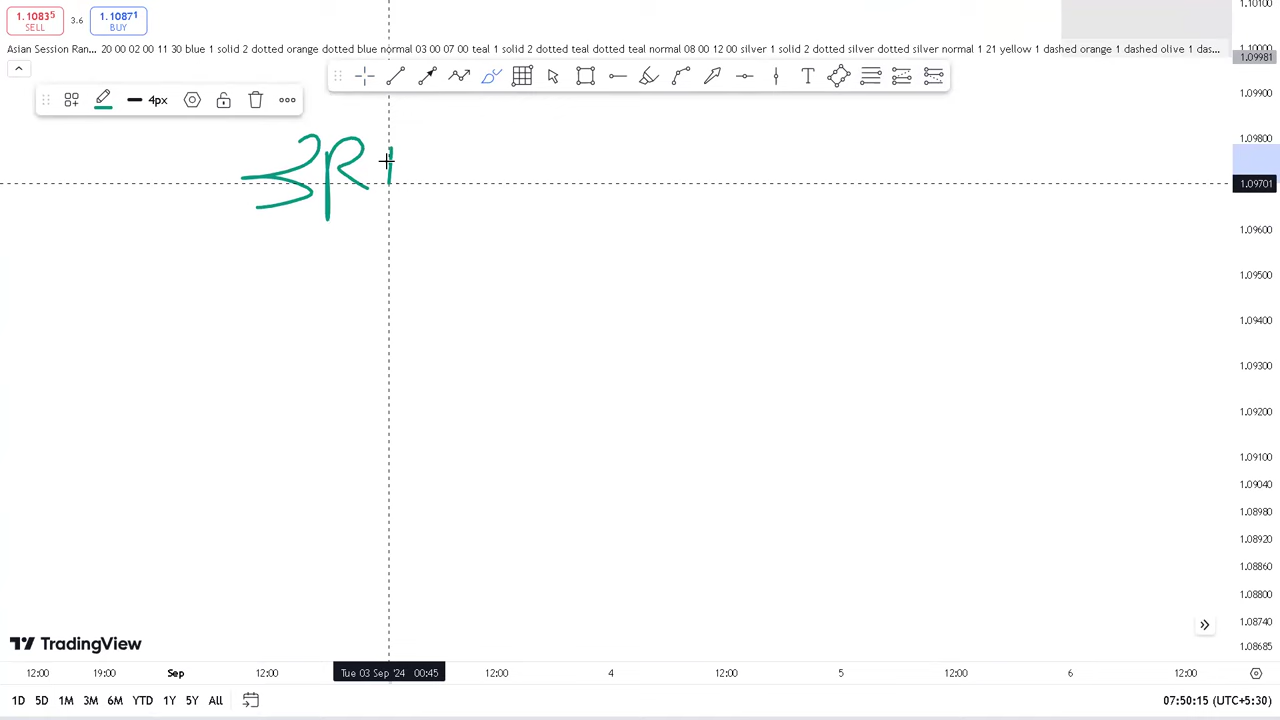 1.10835 SELL 3.6 1.10871 BUY
1.10100
Asian Session Ran... 20 00 02 00 11 30 blue 1 solid 2 dotted orange dotted blue normal 03 00 07 00 teal 1 solid 2 dotted teal dotted teal normal 08 00 12 00 silver 1 solid 2 dotted silver dotted silver normal 1 21 yellow 1 dashed orange 1 dashed olive 1 das...
1.10000
1.09981
4px
T
1.09900
1.09800
3R
1.09701
1.09600
1.09500
1.09400
1.09300
1.09200
1.09100
1.09040
1.08980
1.08920
1.08860
1.08800
1.08740
1.08685
TradingView
12:00 19:00 Sep 12:00 Tue 03 Sep '24 00:45 12:00 4 12:00 5 12:00 6 12:00
1D 5D 1M 3M 6M YTD 1Y 5Y All 07:50:15 (UTC+5:30)